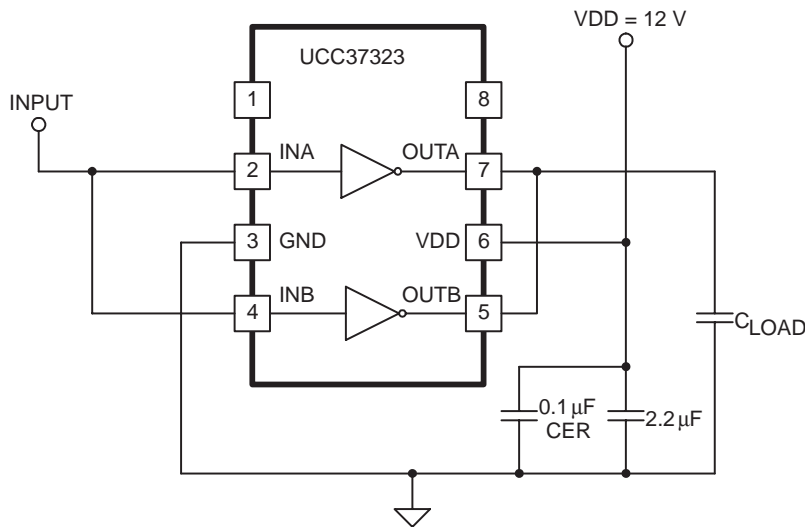 VDD = 12 V
UCC37323
INPUT
1
8
INA
OUTA
2
7
3
GND
VDD
6
INB
OUTB
4
5
CLOAD
0.1 μF
CER
2.2 μF